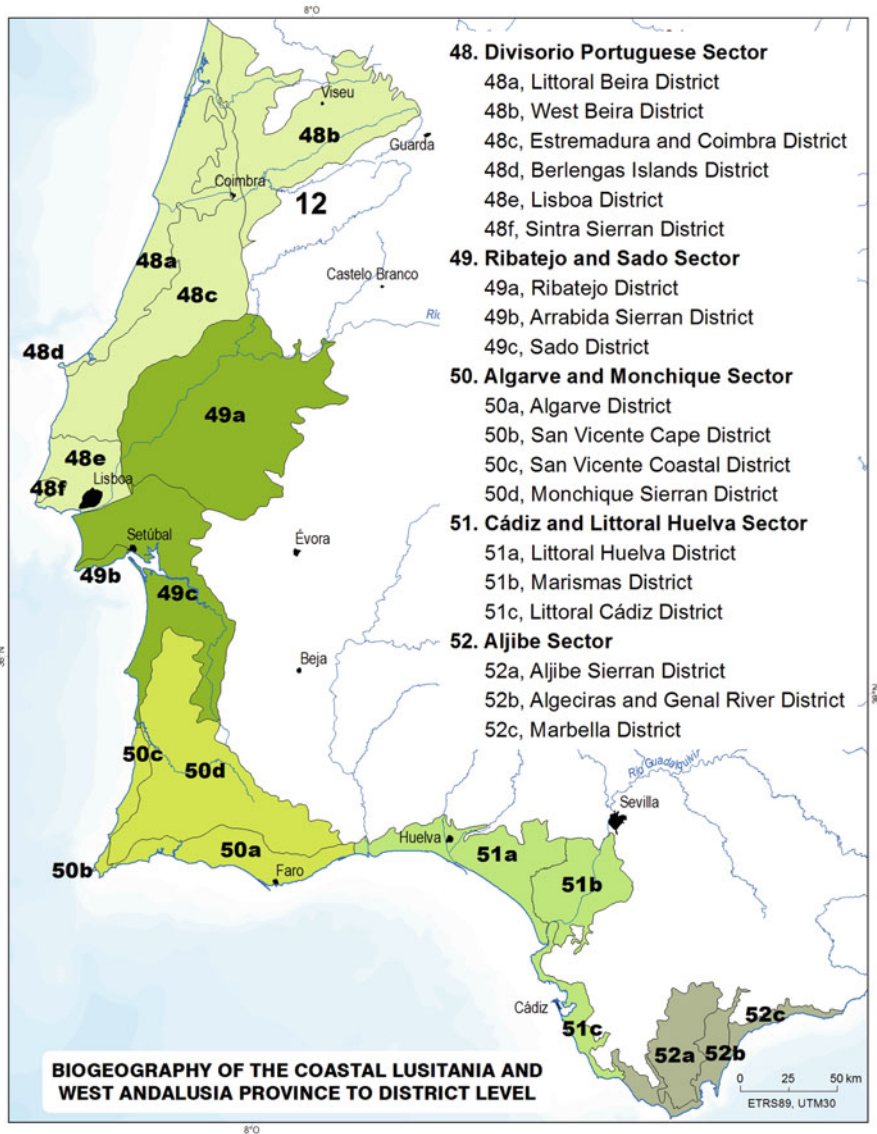 8°O
48. Divisorio Portuguese Sector
48a, Littoral Beira District
48b, West Beira District
48c, Estremadura and Coimbra District
48d, Berlengas Islands District
48e, Lisboa District
48f, Sintra Sierran District
49. Ribatejo and Sado Sector
49a, Ribatejo District
49b, Arrabida Sierran District
49c, Sado District
50. Algarve and Monchique Sector
50a, Algarve District
50b, San Vicente Cape District
50c, San Vicente Coastal District
50d, Monchique Sierran District
51. Cádiz and Littoral Huelva Sector
51a, Littoral Huelva District
51b, Marismas District
51c, Littoral Cádiz District
52. Aljibe Sector
52a, Aljibe Sierran District
52b, Algeciras and Genal River District
52c, Marbella District
Viseu
48b
Guarda
Coimbra
12
48a
Castelo Branco
48c
Río
48d
49a
48e
Lisboa
48f
Setúbal
Évora
49b
49c
38°N
Beja
38°N
50c
50d
Río Guadalquivir
Sevilla
Huelva
50a
51a
50b
Faro
51b
Cádiz
51c
52c
52a
52b
BIOGEOGRAPHY OF THE COASTAL LUSITANIA AND
WEST ANDALUSIA PROVINCE TO DISTRICT LEVEL
0 25 50 km
ETRS89, UTM30
8°O